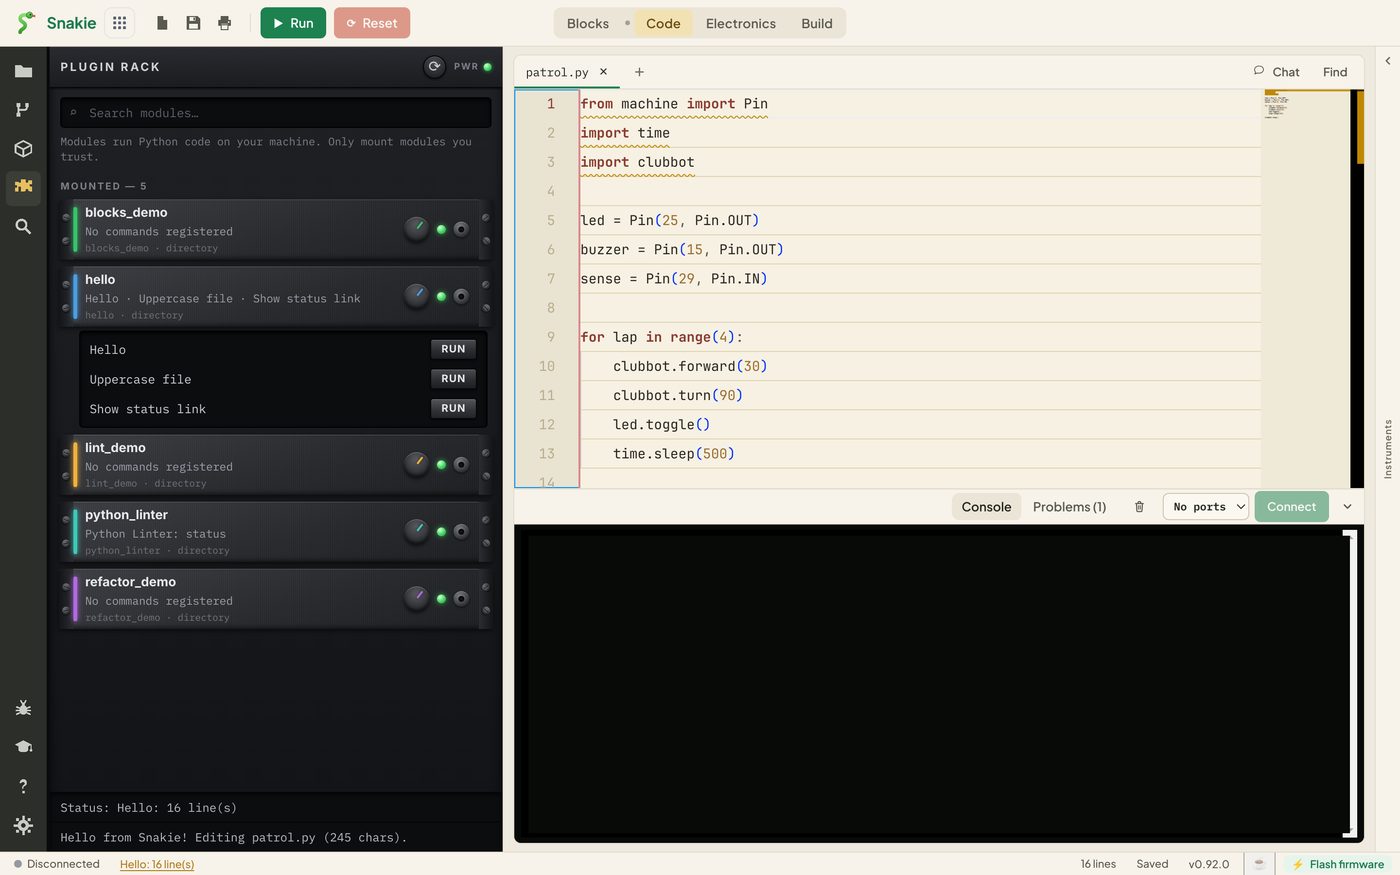 Snakie
Run
Reset
Blocks
Code
Electronics
Build
PLUGIN RACK
PWR
Search modules…
Modules run Python code on your machine. Only mount modules you
trust.
MOUNTED — 5
blocks_demo
No commands registered
blocks_demo · directory
hello
Hello · Uppercase file · Show status link
hello · directory
Hello
RUN
Uppercase file
RUN
Show status link
RUN
lint_demo
No commands registered
lint_demo · directory
python_linter
Python Linter: status
python_linter · directory
refactor_demo
No commands registered
refactor_demo · directory
Status: Hello: 16 line(s)
Hello from Snakie! Editing patrol.py (245 chars).
patrol.py
Chat
Find
1 from machine import Pin
2 import time
3 import clubbot
4
5 led = Pin(25, Pin.OUT)
6 buzzer = Pin(15, Pin.OUT)
7 sense = Pin(29, Pin.IN)
8
9 for lap in range(4):
10 clubbot.forward(30)
11 clubbot.turn(90)
12 led.toggle()
13 time.sleep(500)
14
Console
Problems (1)
No ports
Connect
Instruments
Disconnected
Hello: 16 line(s)
16 lines
Saved
v0.92.0
Flash firmware